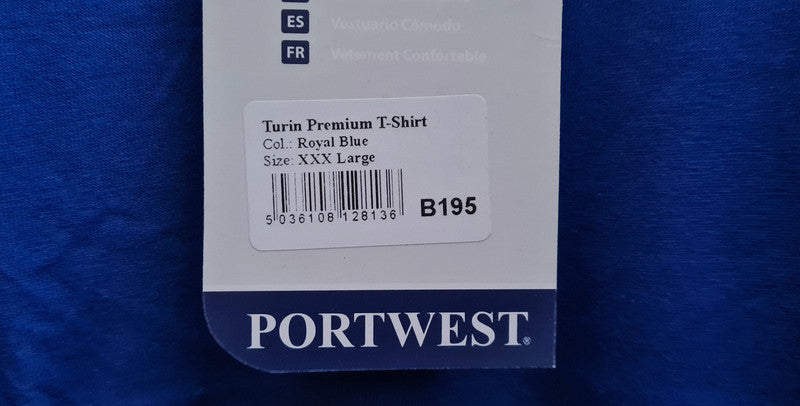 ES Vestuario Cómodo
FR Vêtement Confortable
Turin Premium T-Shirt
Col.: Royal Blue
Size: XXX Large
5 036108 128136
B195
PORTWEST®